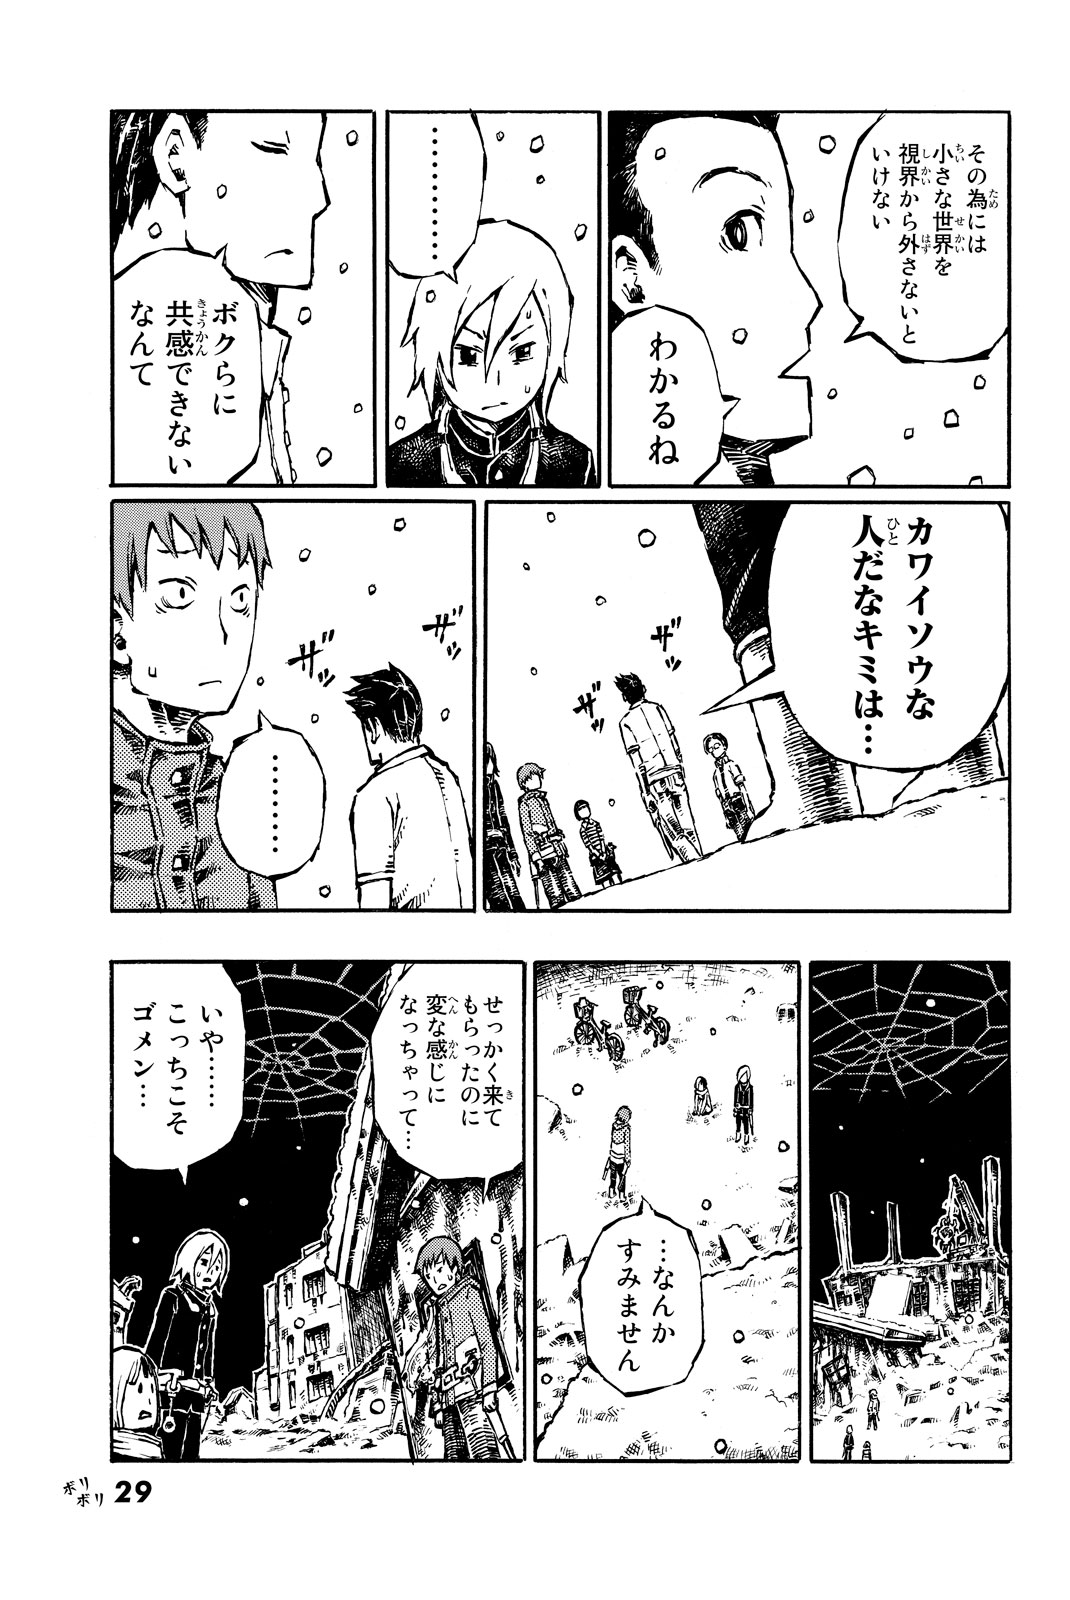 その為には
小さな世界を
視界から外さないと
いけない
わかるね
…………
ボクらに
共感できない
なんて
カワイソウな
人だなキミは…
ザッ
ザッ
ザッ
ザッ
…………
…なんか
すみません
せっかく来て
もらったのに
変な感じに
なっちゃって…
いや……
こっちこそ
ゴメン…
ボリ
ボリ
29